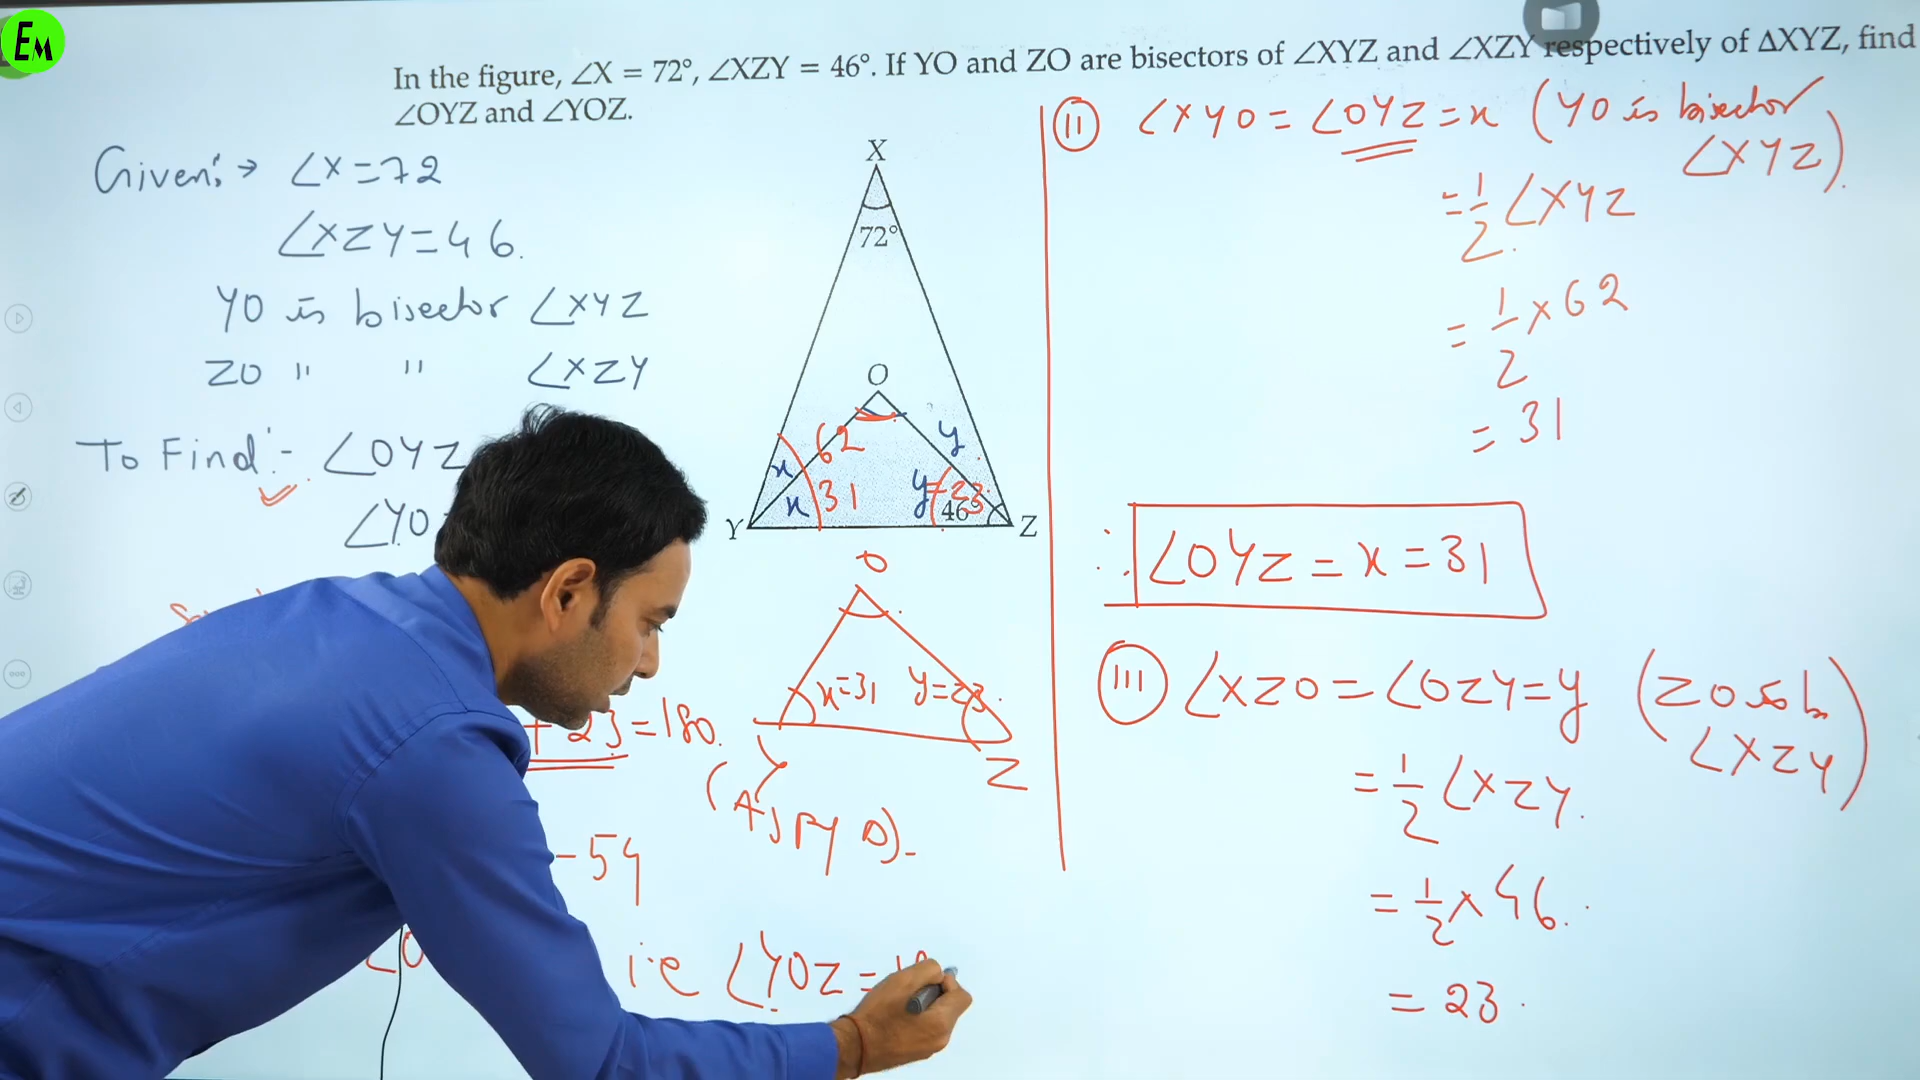 EM
In the figure, ∠X = 72°, ∠XZY = 46°. If YO and ZO are bisectors of ∠XYZ and ∠XZY respectively of ΔXYZ, find
∠OYZ and ∠YOZ.
Given:→ ∠X=72
∠XZY=46.
YO is bisector ∠XYZ
ZO " " ∠XZY
To Find:- ∠OYZ
∠YO
X
72°
O
62
y
x
x
31
y=23
46°
Y
Z
O
x=31 y=23.
Y
Z
+23=180.
-54
i.e ∠YOZ =
(II) ∠XYO = ∠OYZ = x (YO is bisector
∠XYZ).
= 1/2 ∠XYZ
= 1/2 × 62
= 31
∴ ∠OYZ = x = 31
(III) ∠XZO = ∠OZY = y (ZO is b
∠XZY)
= 1/2 ∠XZY.
= 1/2 × 46.
= 23.